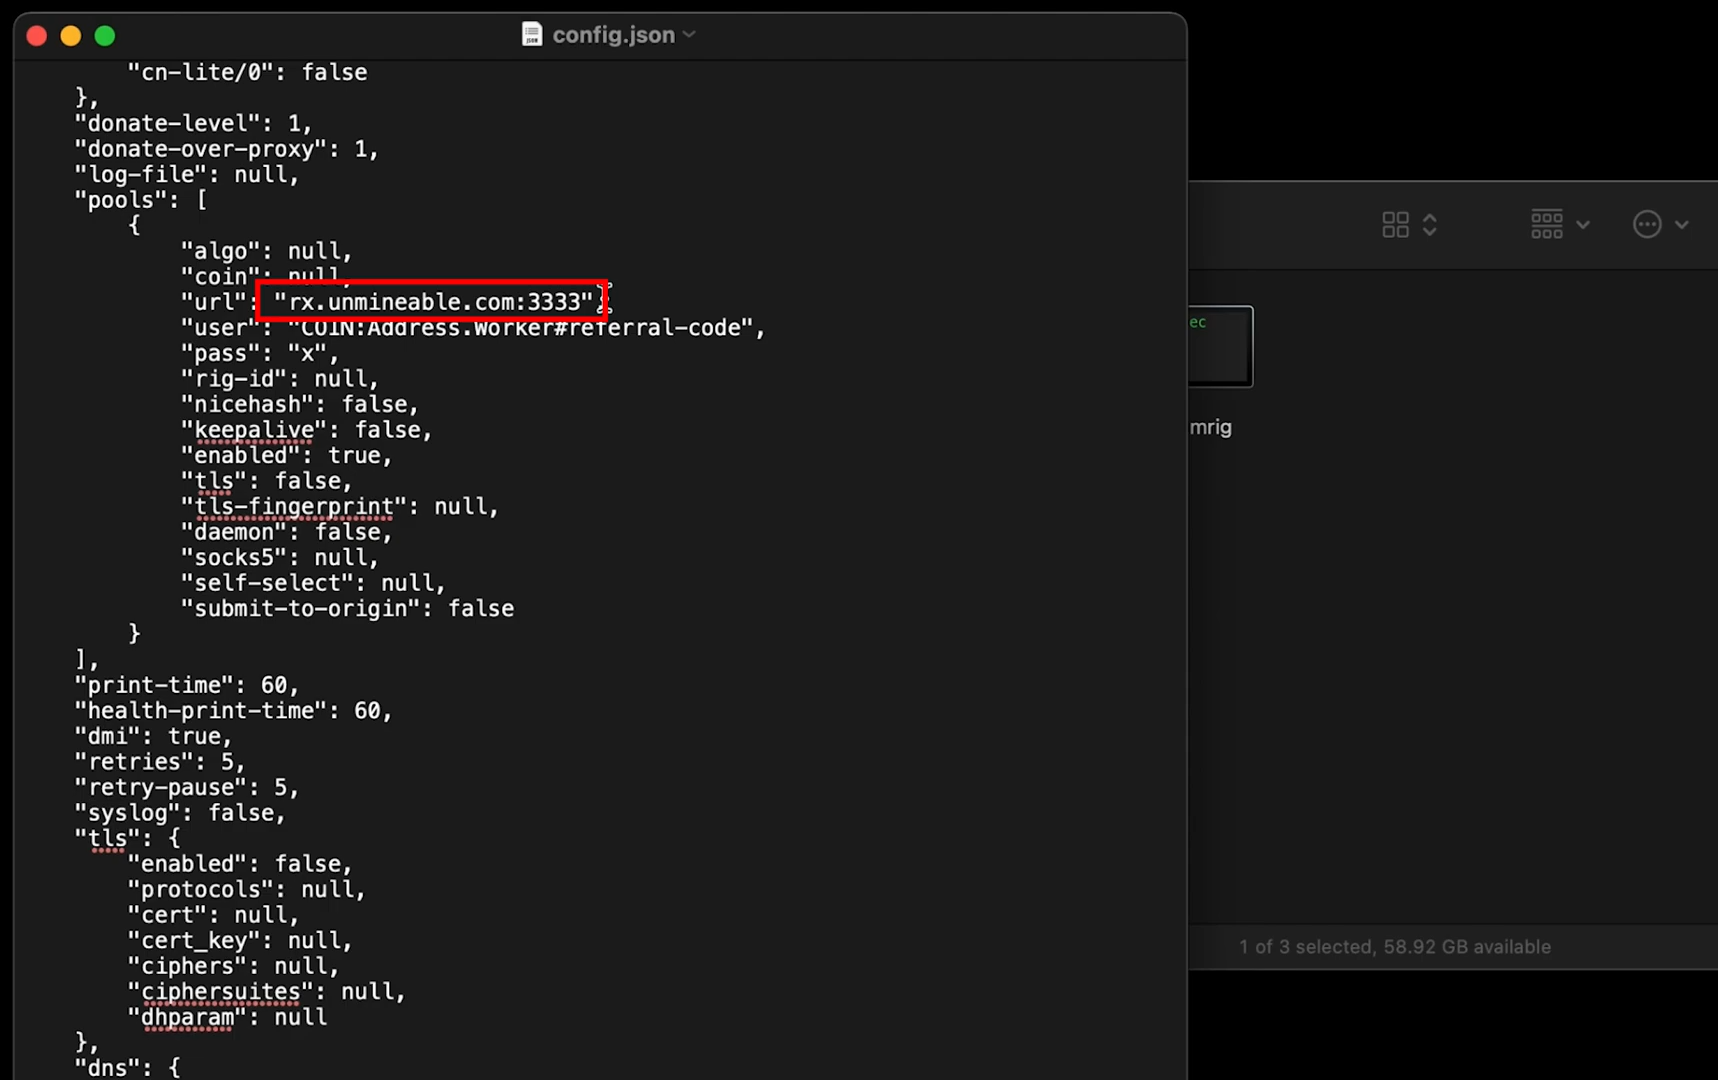 config.json
"cn-lite/0": false
},
"donate-level": 1,
"donate-over-proxy": 1,
"log-file": null,
"pools": [
{
"algo": null,
"coin": null,
"url": "rx.unmineable.com:3333",
"user": "COIN:Address.Worker#referral-code",
"pass": "x",
"rig-id": null,
"nicehash": false,
"keepalive": false,
"enabled": true,
"tls": false,
"tls-fingerprint": null,
"daemon": false,
"socks5": null,
"self-select": null,
"submit-to-origin": false
}
],
"print-time": 60,
"health-print-time": 60,
"dmi": true,
"retries": 5,
"retry-pause": 5,
"syslog": false,
"tls": {
"enabled": false,
"protocols": null,
"cert": null,
"cert_key": null,
"ciphers": null,
"ciphersuites": null,
"dhparam": null
},
"dns": {
ec
mrig
1 of 3 selected, 58.92 GB available